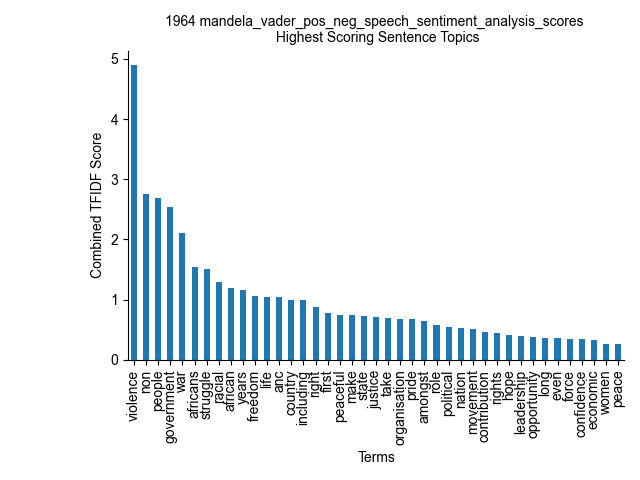 1964 mandela_vader_pos_neg_speech_sentiment_analysis_scores
Highest Scoring Sentence Topics
Combined TFIDF Score
5
4
3
2
1
0
violence
non
people
government
war
africans
struggle
racial
african
years
freedom
life
anc
country
including
right
first
peaceful
make
state
justice
take
organisation
pride
amongst
role
political
nation
movement
contribution
rights
hope
leadership
opportunity
long
even
force
confidence
economic
women
peace
Terms